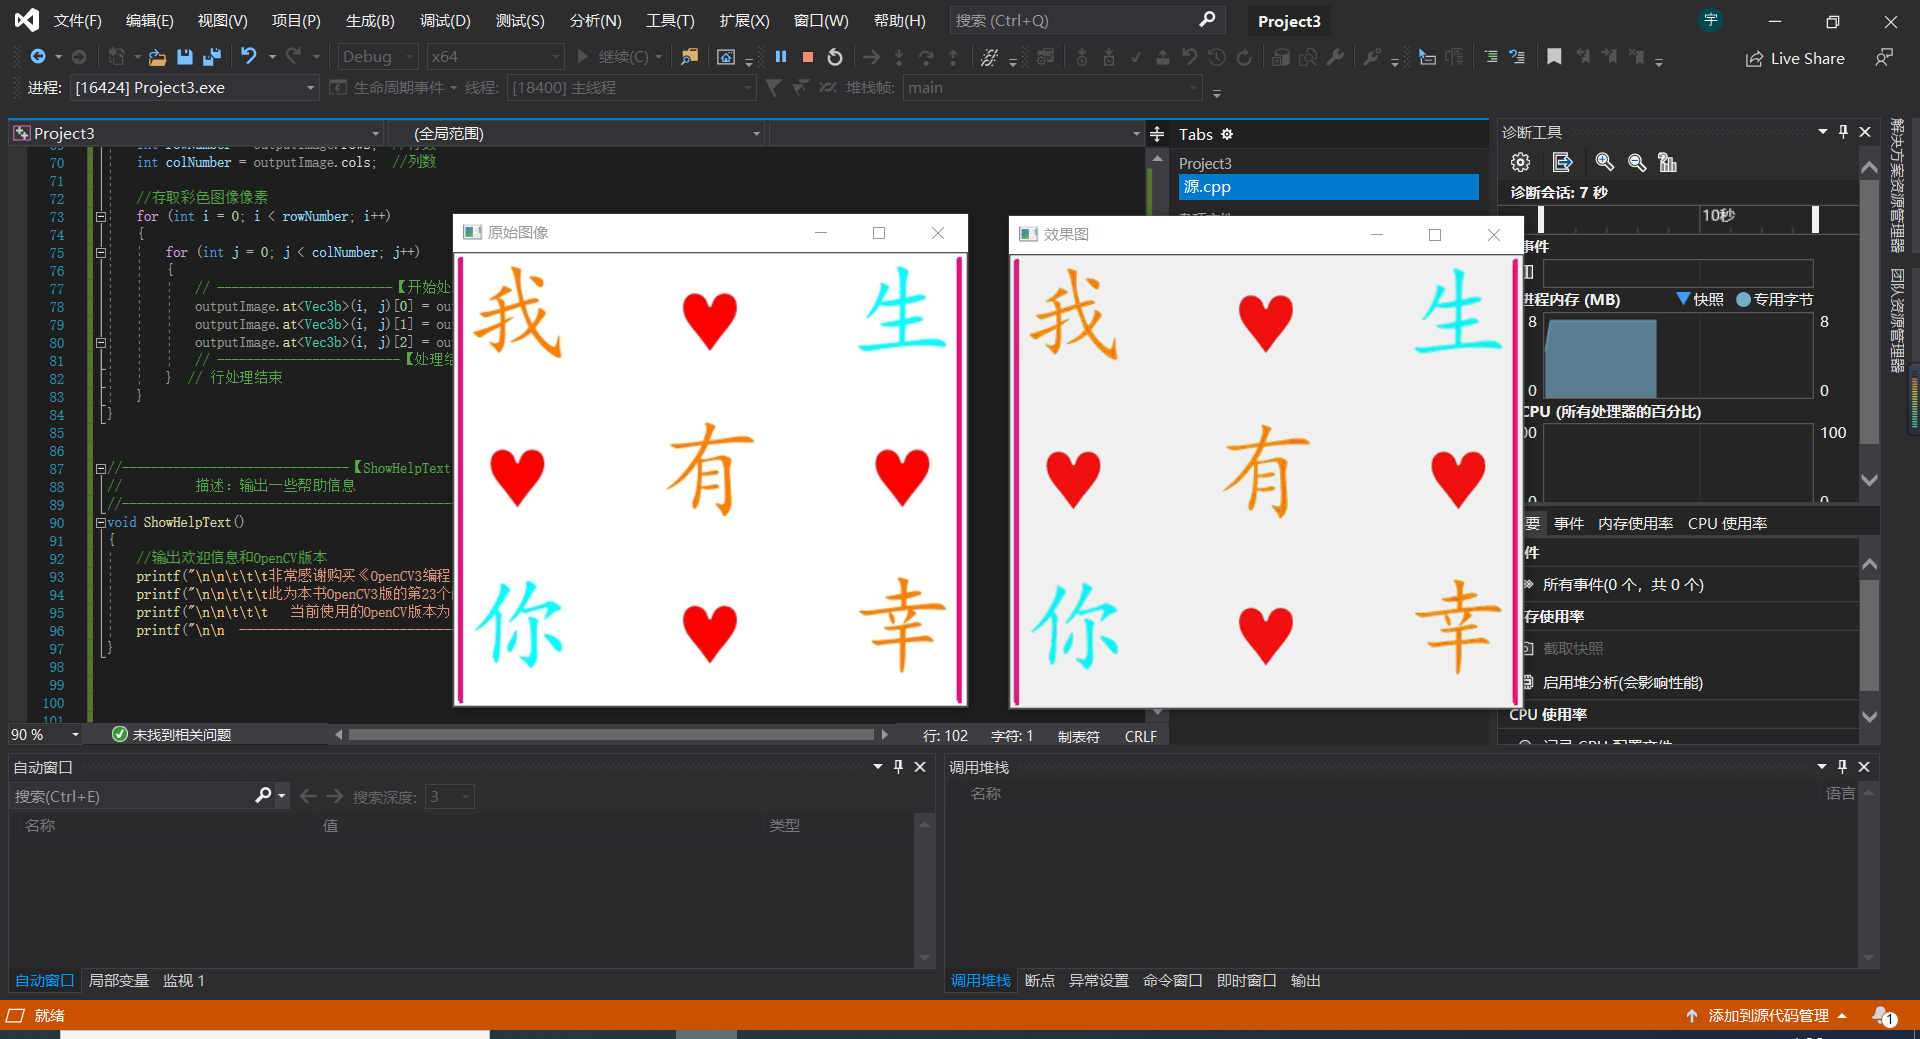 文件(F) 编辑(E) 视图(V) 项目(P) 生成(B) 调试(D) 测试(S) 分析(N) 工具(T) 扩展(X) 窗口(W) 帮助(H) 搜索 (Ctrl+Q) Project3 宇
Debug x64 继续(C) Live Share
进程: [16424] Project3.exe 生命周期事件 线程: [18400] 主线程 堆栈帧: main
Project3 (全局范围)
70 int colNumber = outputImage.cols; //列数
71
72 //存取彩色图像像素
73 for (int i = 0; i < rowNumber; i++)
74 {
75 for (int j = 0; j < colNumber; j++)
76 {
77 // ------------------------【开始处
78 outputImage.at<Vec3b>(i, j)[0] = ou
79 outputImage.at<Vec3b>(i, j)[1] = ou
80 outputImage.at<Vec3b>(i, j)[2] = ou
81 // -------------------------【处理结
82 } // 行处理结束
83 }
84 }
85
86
87 //-------------------------------【ShowHelpText
88 // 描述：输出一些帮助信息
89 //----------------------------------------------
90 void ShowHelpText()
91 {
92 //输出欢迎信息和OpenCV版本
93 printf("\n\n\t\t\t非常感谢购买《OpenCV3编程
94 printf("\n\n\t\t\t此为本书OpenCV3版的第23个
95 printf("\n\n\t\t\t 当前使用的OpenCV版本为
96 printf("\n\n -----------------------------
97 }
98
99
100
101
90 % 未找到相关问题 行: 102 字符: 1 制表符 CRLF
原始图像
我 生
有
你 幸
效果图
我 生
有
你 幸
Tabs
Project3
源.cpp
诊断工具
诊断会话: 7 秒
10秒
事件
进程内存 (MB) 快照 专用字节
8 8
0 0
CPU (所有处理器的百分比)
00 100
0 0
要 事件 内存使用率 CPU 使用率
件
所有事件(0 个，共 0 个)
存使用率
截取快照
启用堆分析(会影响性能)
CPU 使用率
记录 CPU 配置文件
解决方案资源管理器
团队资源管理器
自动窗口
搜索(Ctrl+E) 搜索深度: 3
名称 值 类型
自动窗口 局部变量 监视 1
调用堆栈
名称 语言
调用堆栈 断点 异常设置 命令窗口 即时窗口 输出
就绪 添加到源代码管理 1